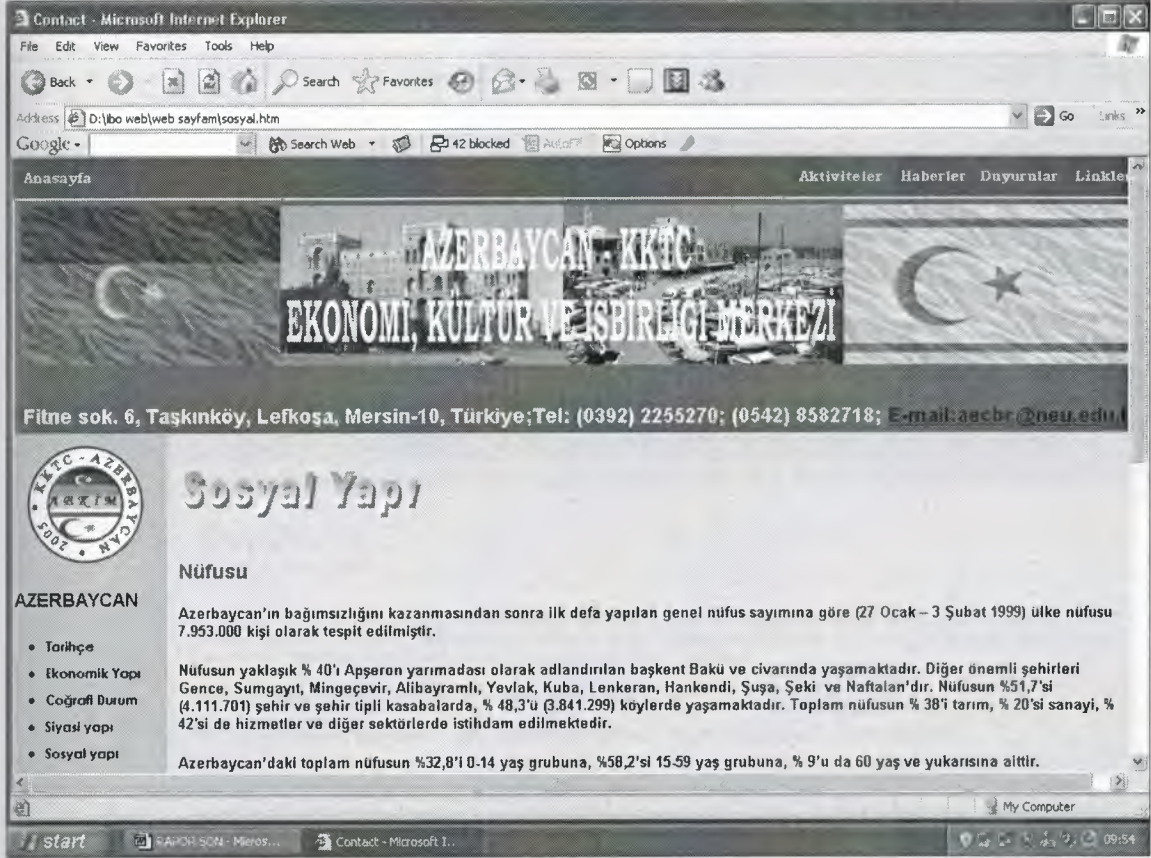 Contact - Microsoft Internet Explorer
File Edit View Favorites Tools Help
Back Search Favorites
Address D:\ibo web\web sayfam\sosyal.htm Go Links »
Google Search Web 42 blocked AutoFill Options
Anasayfa Aktiviteler Haberler Duyurular Linkler
AZERBAYCAN - KKTC
EKONOMI, KÜLTÜR VE ISBIRLIGI MERKEZİ
Fitne sok. 6, Taşkınköy, Lefkoşa, Mersin-10, Türkiye;Tel: (0392) 2255270; (0542) 8582718; E-mail:aecbr@neu.edu.
KKTC - AZERBAYCAN
2005
Sosyal Yapı
Nüfusu
AZERBAYCAN
Tarihçe
Ekonomik Yapı
Coğrafi Durum
Siyasi yapı
Sosyal yapı
Azerbaycan'ın bağımsızlığını kazanmasından sonra ilk defa yapılan genel nüfus sayımına göre (27 Ocak – 3 Şubat 1999) ülke nüfusu
7.953.000 kişi olarak tespit edilmiştir.
Nüfusun yaklaşık % 40'ı Apşeron yarımadası olarak adlandırılan başkent Bakü ve civarında yaşamaktadır. Diğer önemli şehirleri
Gence, Sumgayıt, Mingeçevir, Alibayramlı, Yevlak, Kuba, Lenkeran, Hankendi, Şuşa, Şeki ve Naftalan'dır. Nüfusun %51,7'si
(4.111.701) şehir ve şehir tipli kasabalarda, % 48,3'ü (3.841.299) köylerde yaşamaktadır. Toplam nüfusun % 38'i tarım, % 20'si sanayi, %
42'si de hizmetler ve diğer sektörlerde istihdam edilmektedir.
Azerbaycan'daki toplam nüfusun %32,8'i 0-14 yaş grubuna, %58,2'si 15-59 yaş grubuna, % 9'u da 60 yaş ve yukarısına aittir.
My Computer
start RAPOR SON - Micros... Contact - Microsoft I... 09:54